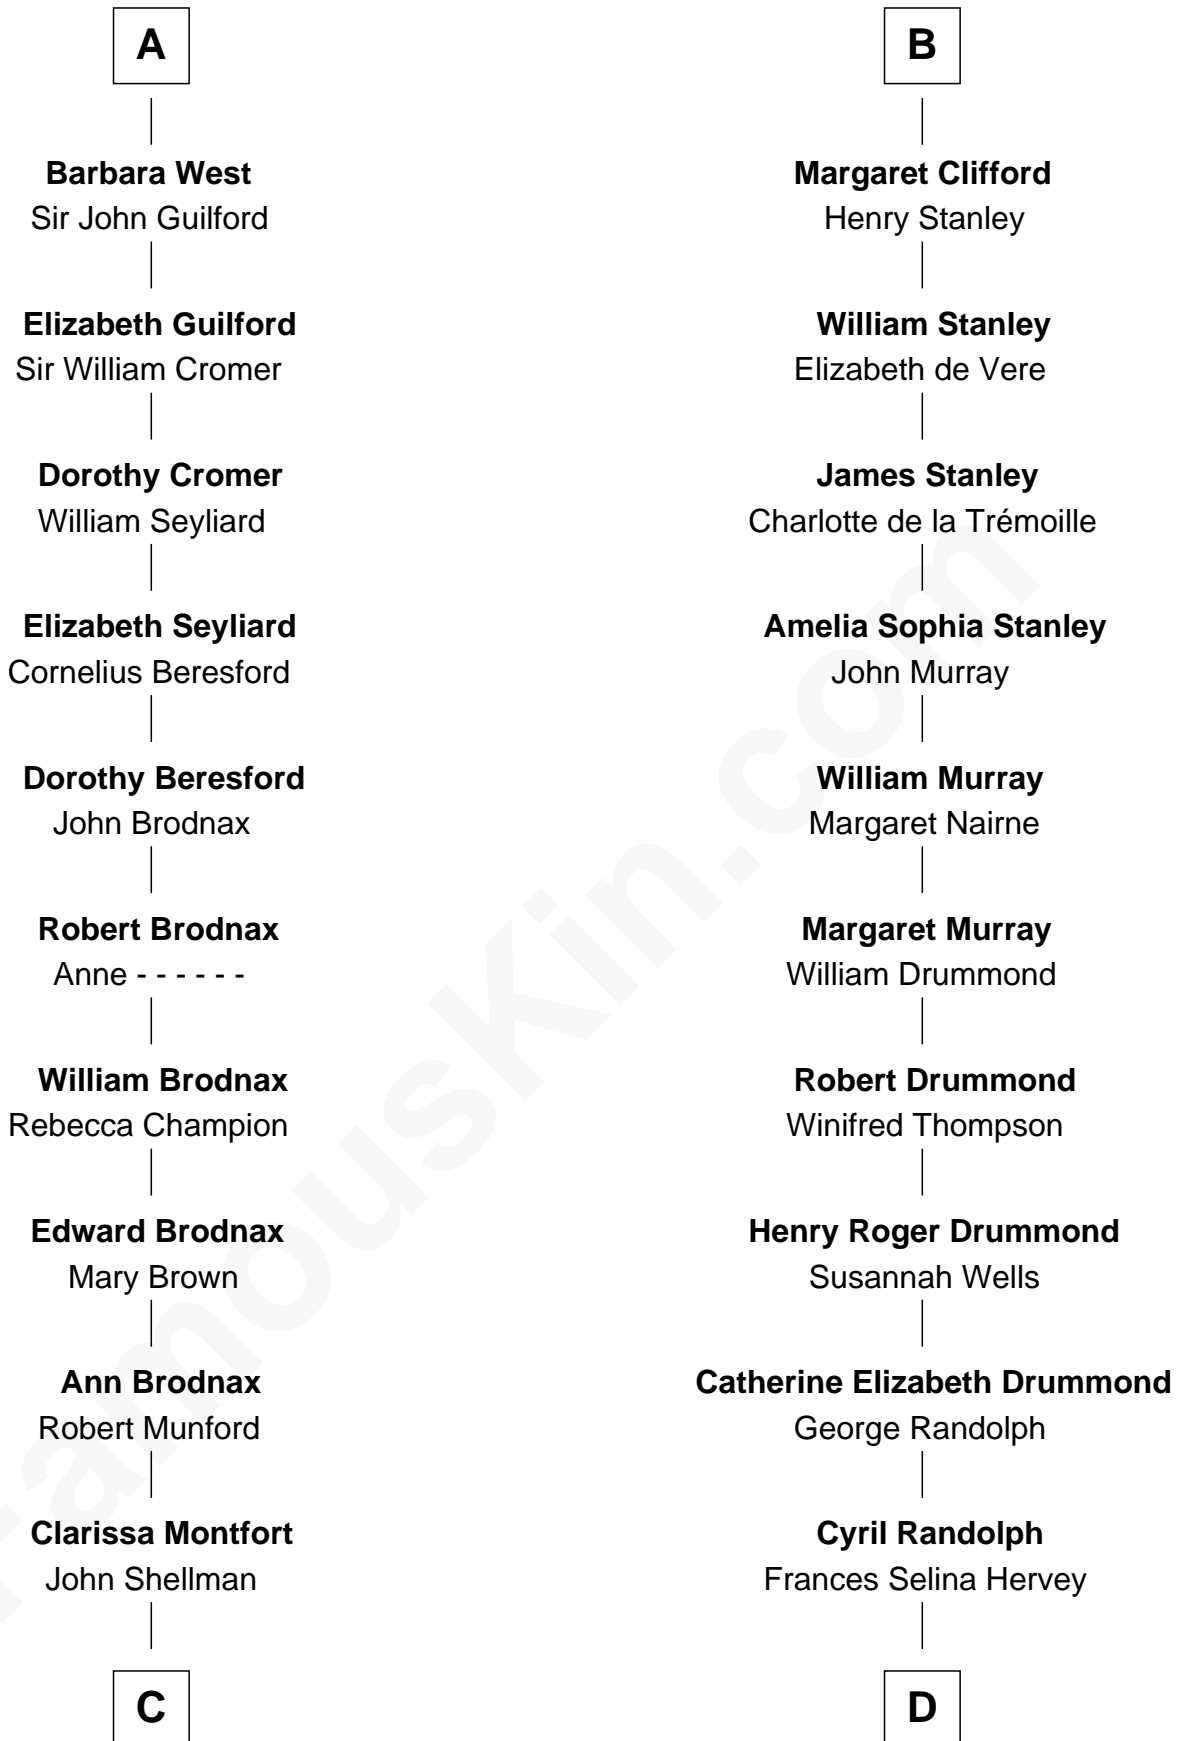 A
Barbara West
Sir John Guilford
Elizabeth Guilford
Sir William Cromer
Dorothy Cromer
William Seyliard
Elizabeth Seyliard
Cornelius Beresford
Dorothy Beresford
John Brodnax
Robert Brodnax
Anne - - - - - -
William Brodnax
Rebecca Champion
Edward Brodnax
Mary Brown
Ann Brodnax
Robert Munford
Clarissa Montfort
John Shellman
C
B
Margaret Clifford
Henry Stanley
William Stanley
Elizabeth de Vere
James Stanley
Charlotte de la Trémoille
Amelia Sophia Stanley
John Murray
William Murray
Margaret Nairne
Margaret Murray
William Drummond
Robert Drummond
Winifred Thompson
Henry Roger Drummond
Susannah Wells
Catherine Elizabeth Drummond
George Randolph
Cyril Randolph
Frances Selina Hervey
D
FamousKin.com